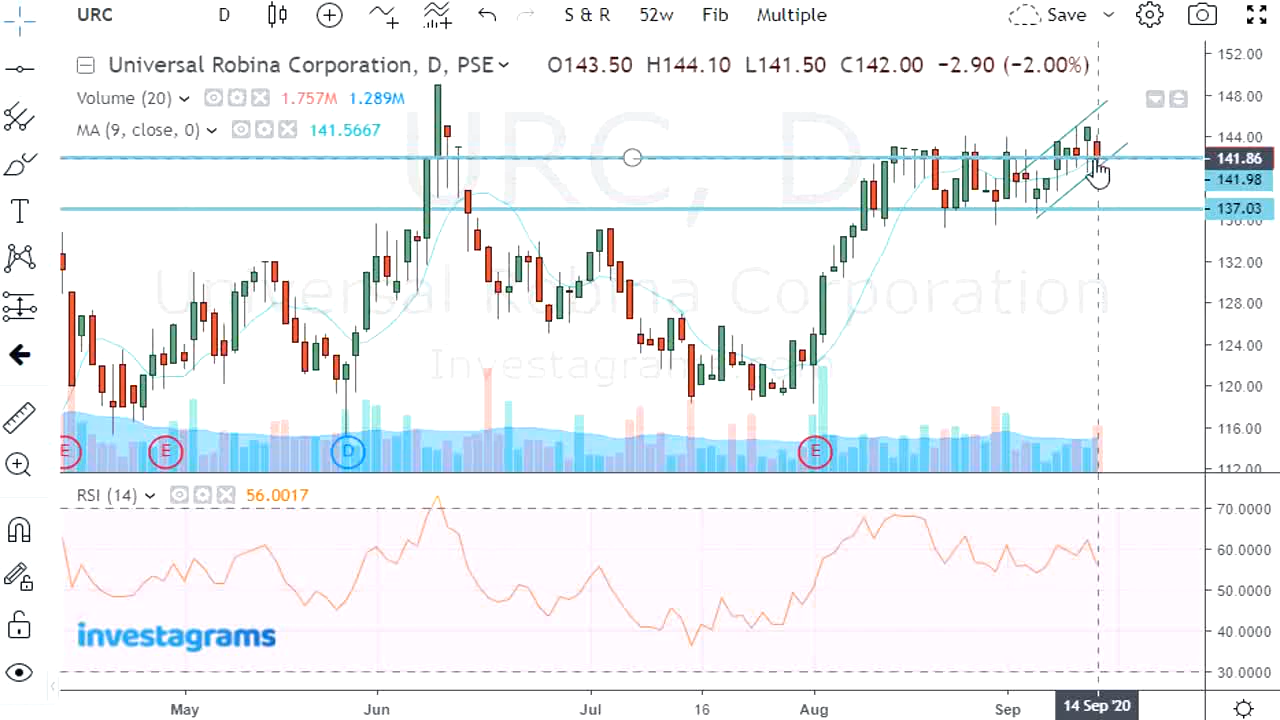 URC D S & R 52w Fib Multiple Save
Universal Robina Corporation, D, PSE O143.50 H144.10 L141.50 C142.00 −2.90 (−2.00%)
Volume (20) 1.757M 1.289M
MA (9, close, 0) 141.5667
URC, D
Universal Robina Corporation
Investagrams.com
152.00
148.00
144.00
141.86
141.98
137.03
136.00
132.00
128.00
124.00
120.00
116.00
112.00
E E D E
RSI (14) 56.0017
70.0000
60.0000
50.0000
40.0000
30.0000
investagrams
May Jun Jul 16 Aug Sep 14 Sep '20